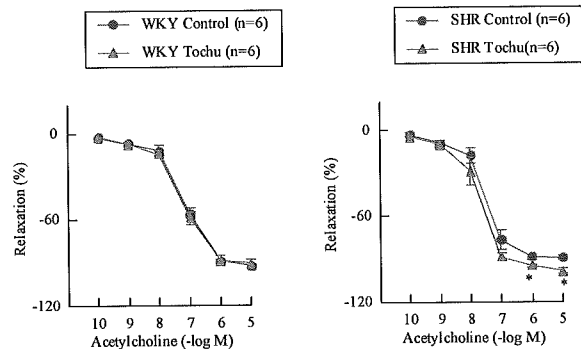 WKY Control (n=6)
WKY Tochu (n=6)
0
-60
-120
Relaxation (%)
10 9 8 7 6 5
Acetylcholine (-log M)
SHR Control (n=6)
SHR Tochu(n=6)
0
-60
-120
Relaxation (%)
* *
10 9 8 7 6 5
Acetylcholine (-log M)